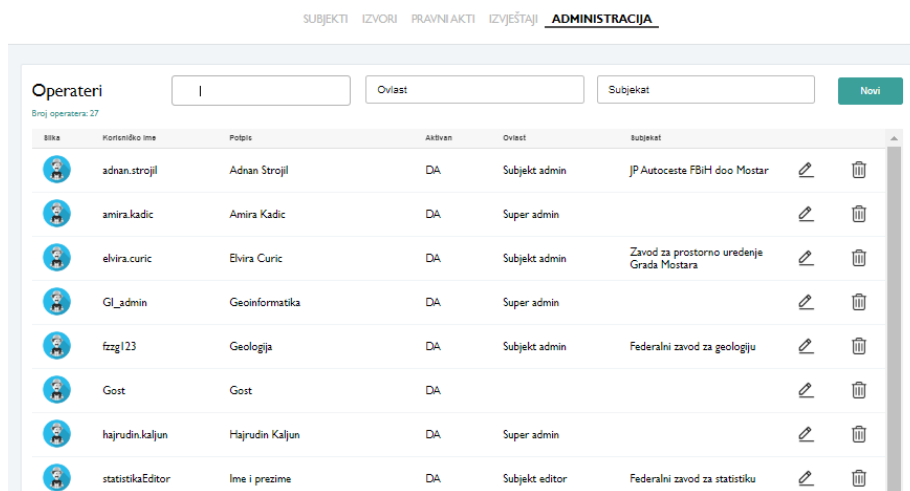 SUBJEKTI IZVORI PRAVNI AKTI IZVJEŠTAJI ADMINISTRACIJA
Operateri Ovlast Subjekat Novi
Broj operatera: 27
Slika Korisničko ime Potpis Aktivan Ovlast Subjekat
adnan.strojil Adnan Strojil DA Subjekt admin JP Autoceste FBiH doo Mostar
amira.kadic Amira Kadic DA Super admin
elvira.curic Elvira Curic DA Subjekt admin Zavod za prostorno uredenje
Grada Mostara
GI_admin Geoinformatika DA Super admin
fzzg123 Geologija DA Subjekt admin Federalni zavod za geologiju
Gost Gost DA
hajrudin.kaljun Hajrudin Kaljun DA Super admin
statistikaEditor Ime i prezime DA Subjekt editor Federalni zavod za statistiku